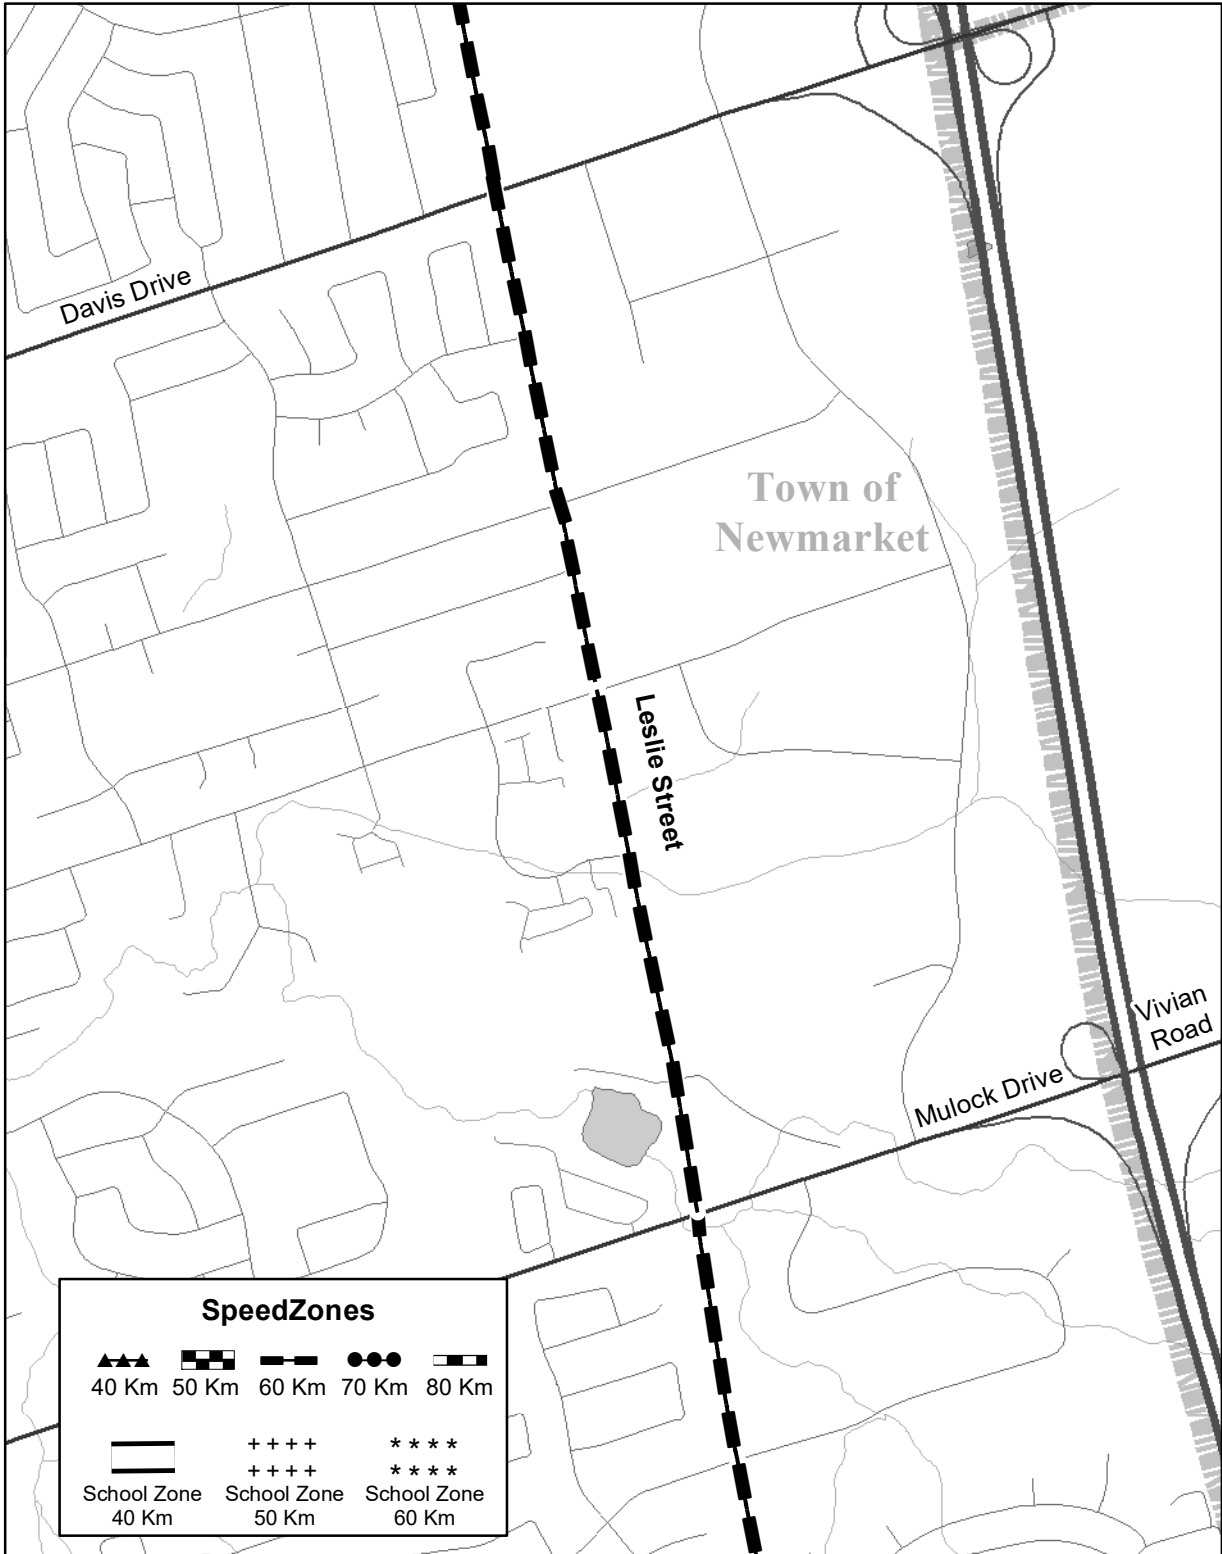 Davis Drive
Town of
Newmarket
Leslie Street
Vivian
Road
Mulock Drive
SpeedZones
40 Km 50 Km 60 Km 70 Km 80 Km
School Zone School Zone School Zone
40 Km 50 Km 60 Km